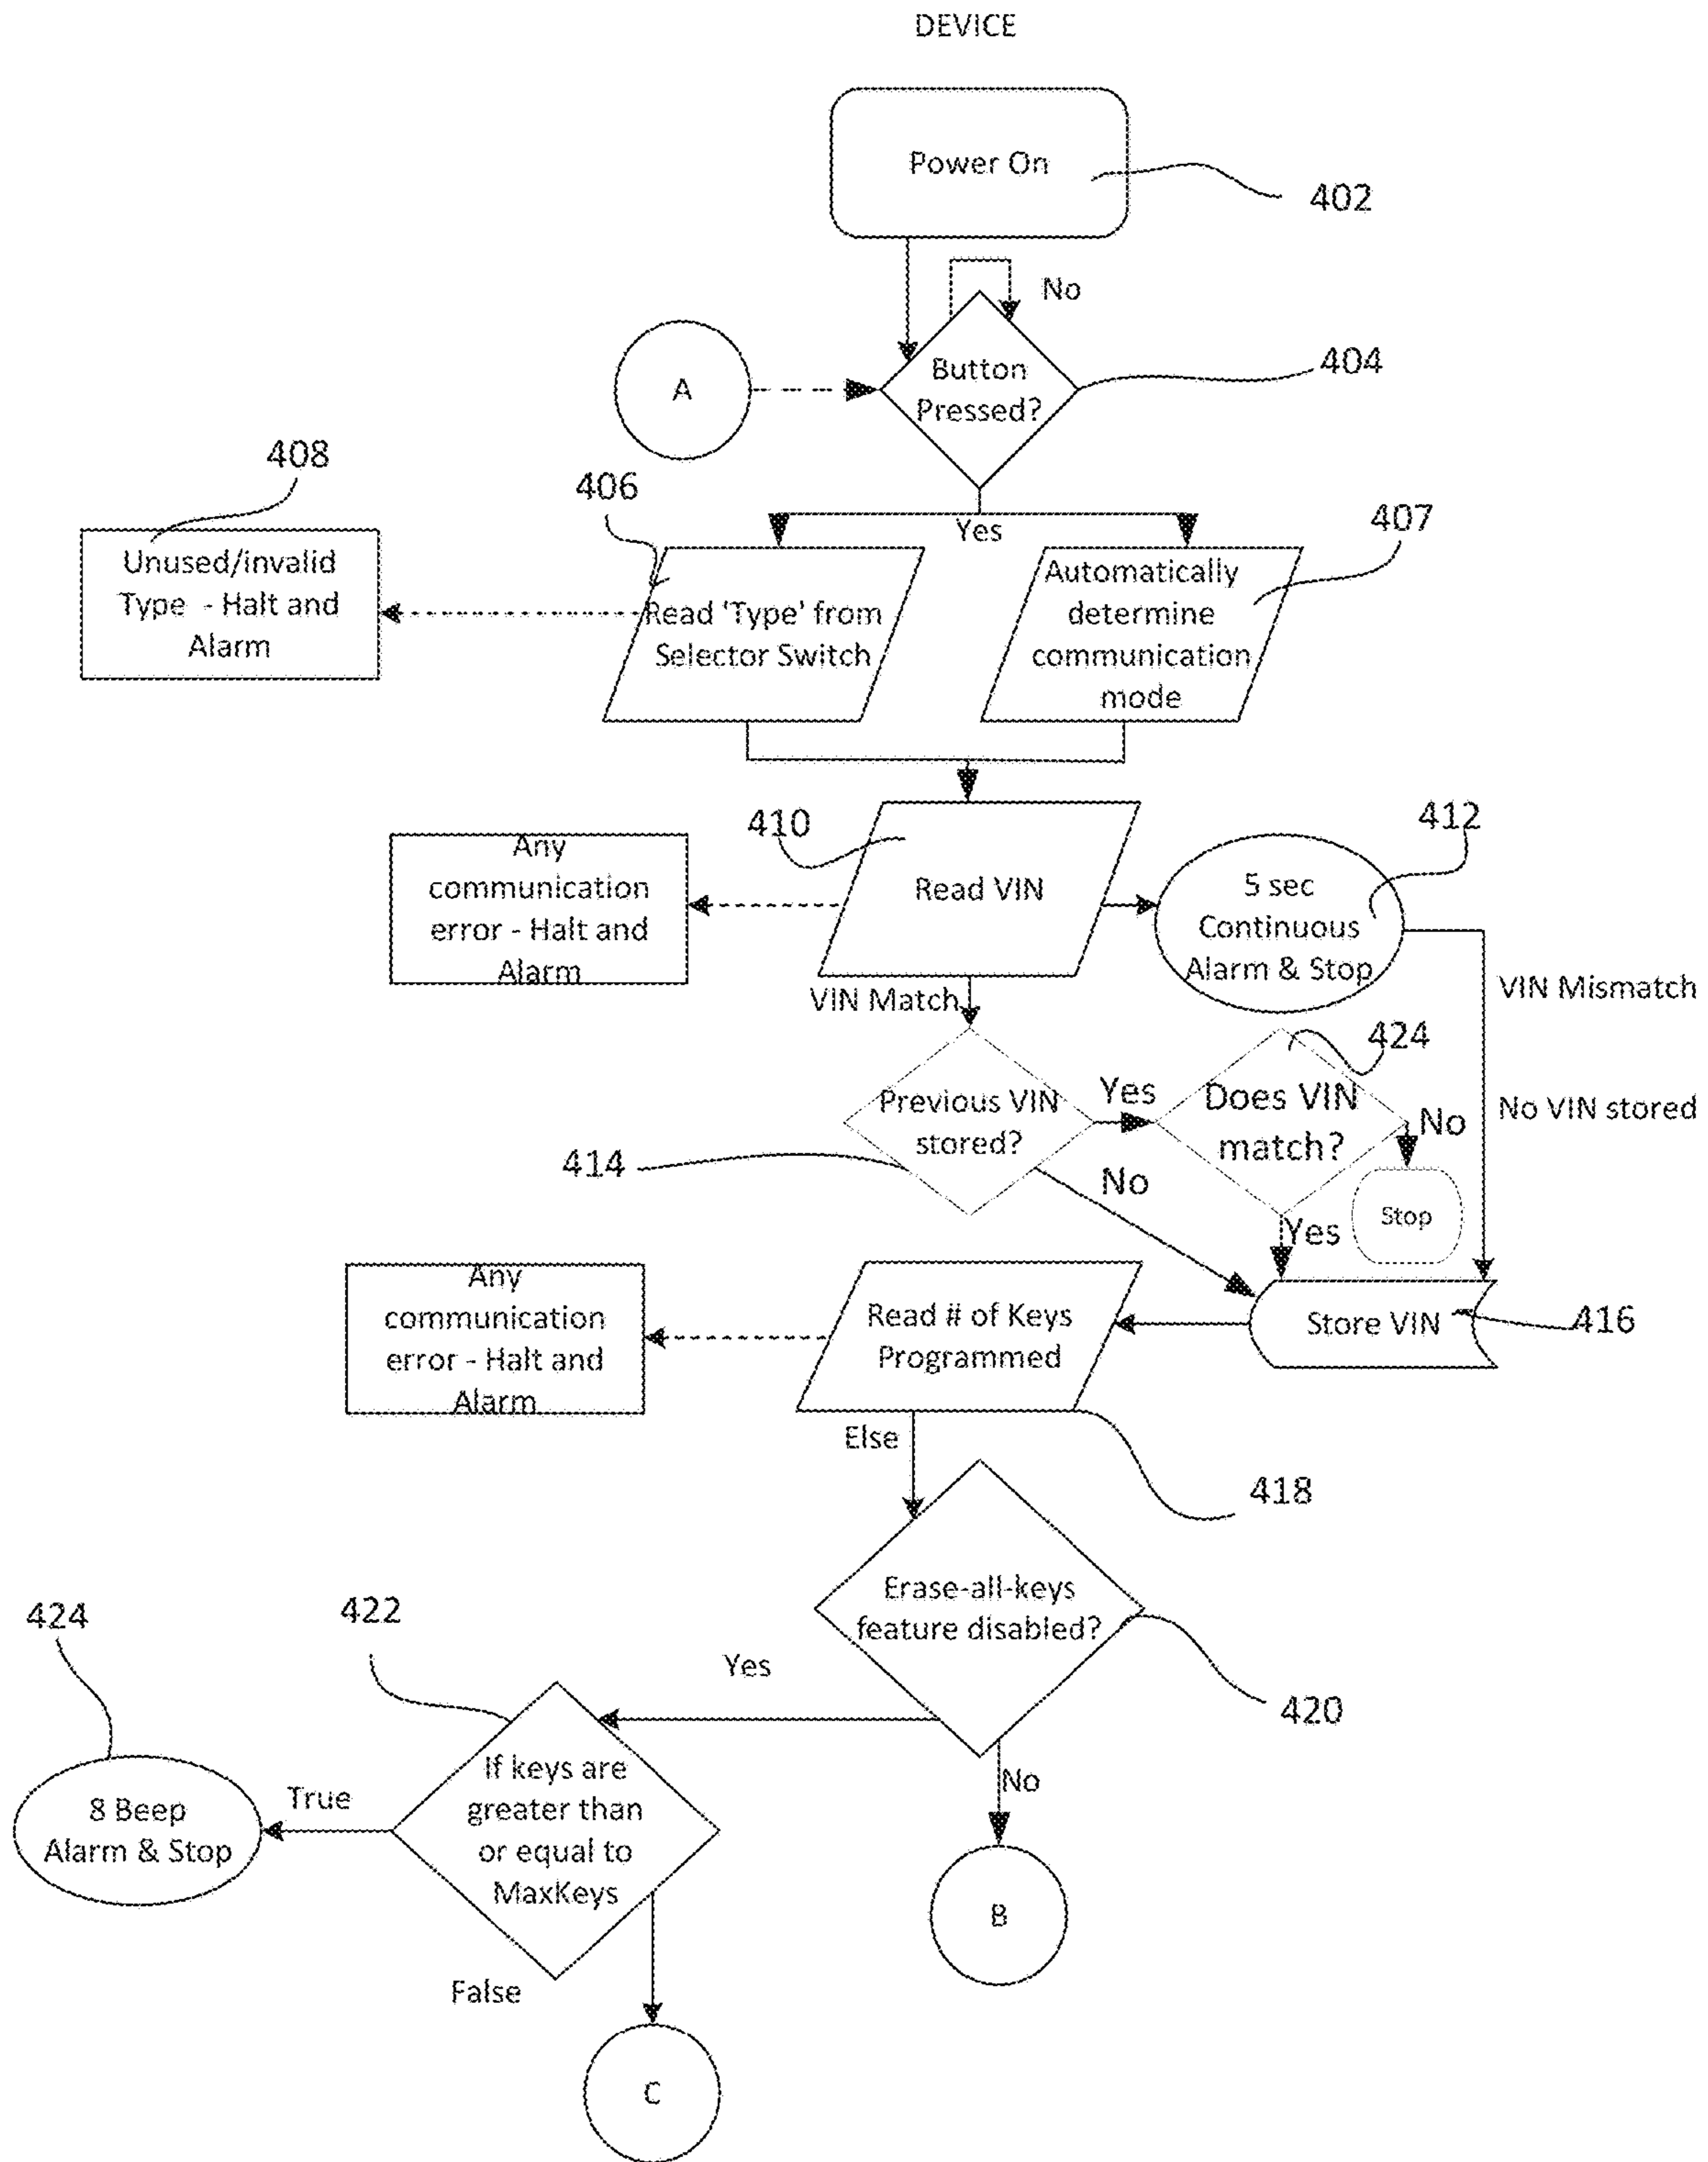 DEVICE
Power On
402
No
Button
Pressed?
404
A
408
406
Yes
407
Unused/invalid
Type - Halt and
Alarm
Read 'Type' from
Selector Switch
Automatically
determine
communication
mode
410
412
Any
communication
error - Halt and
Alarm
Read VIN
5 sec
Continuous
Alarm & Stop
VIN Match
VIN Mismatch
424
Previous VIN
stored?
Yes
Does VIN
match?
No
No VIN stored
414
No
Stop
Yes
Any
communication
error - Halt and
Alarm
Read # of Keys
Programmed
Store VIN
416
Else
418
Erase-all-keys
feature disabled?
424
422
Yes
420
If keys are
greater than
or equal to
MaxKeys
True
8 Beep
Alarm & Stop
No
B
False
C